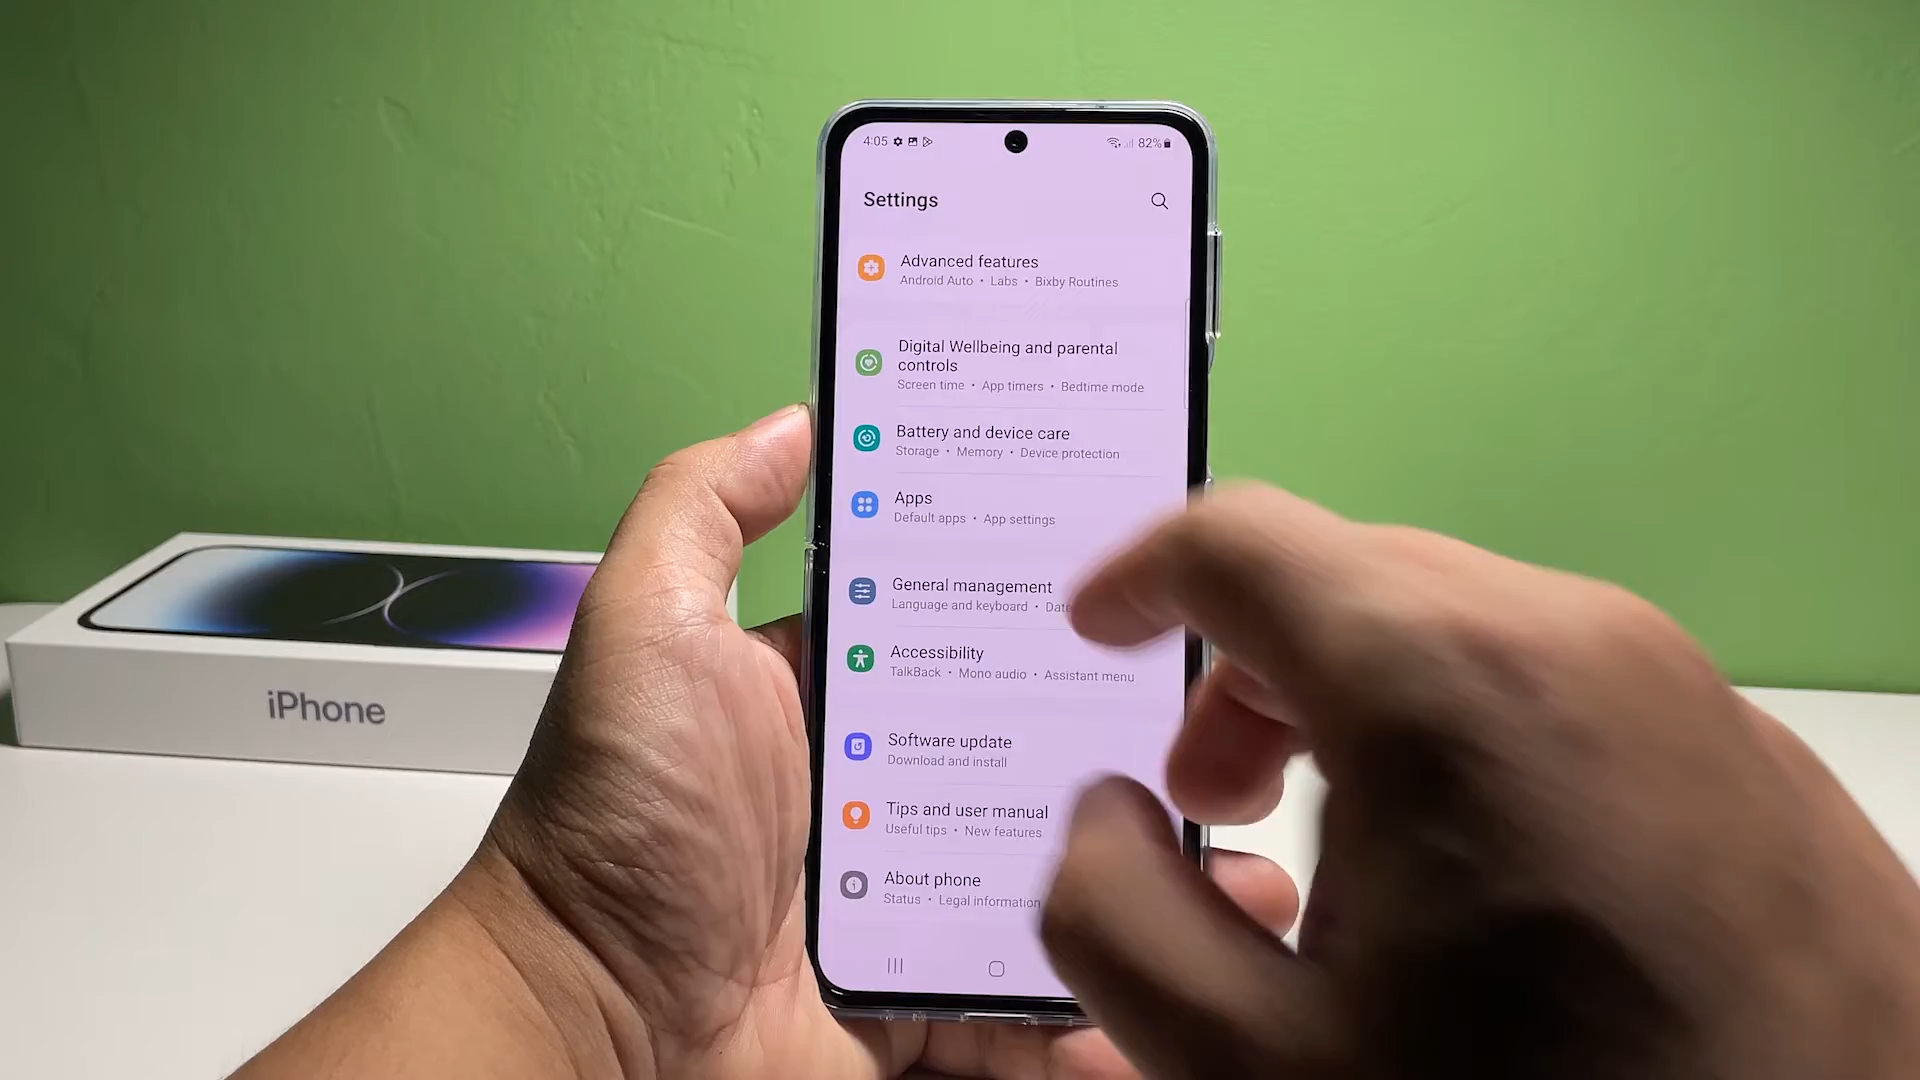 4:05
82%
Settings
Advanced features
Android Auto • Labs • Bixby Routines
Digital Wellbeing and parental
controls
Screen time • App timers • Bedtime mode
Battery and device care
Storage • Memory • Device protection
Apps
Default apps • App settings
General management
Language and keyboard • Date
Accessibility
TalkBack • Mono audio • Assistant menu
Software update
Download and install
Tips and user manual
Useful tips • New features
About phone
Status • Legal information
iPhone